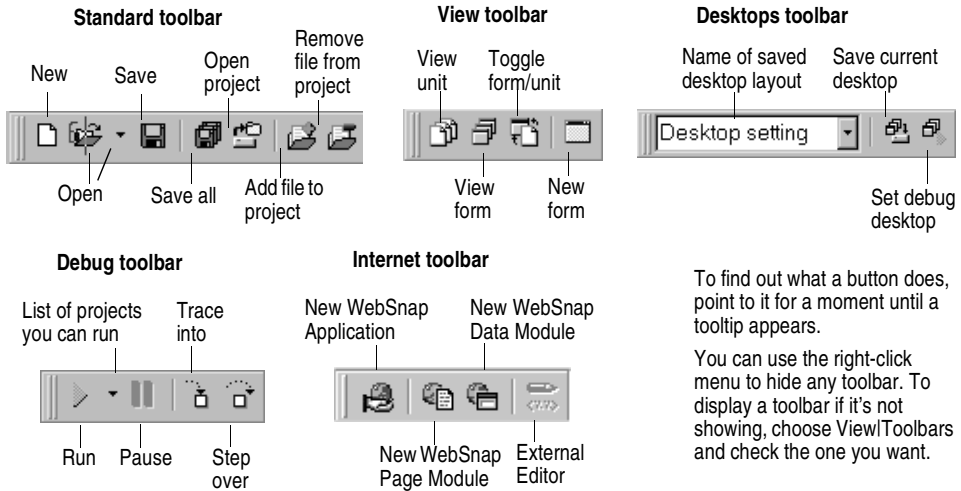 Standard toolbar
New
Save
Open
project
Remove
file from
project
Open
Save all
Add file to
project
View toolbar
View
unit
Toggle
form/unit
View
form
New
form
Desktops toolbar
Name of saved
desktop layout
Save current
desktop
Desktop setting
Set debug
desktop
Debug toolbar
List of projects
you can run
Trace
into
Run
Pause
Step
over
Internet toolbar
New WebSnap
Application
New WebSnap
Data Module
<?.?>
New WebSnap
Page Module
External
Editor
To find out what a button does,
point to it for a moment until a
tooltip appears.
You can use the right-click
menu to hide any toolbar. To
display a toolbar if it's not
showing, choose View|Toolbars
and check the one you want.